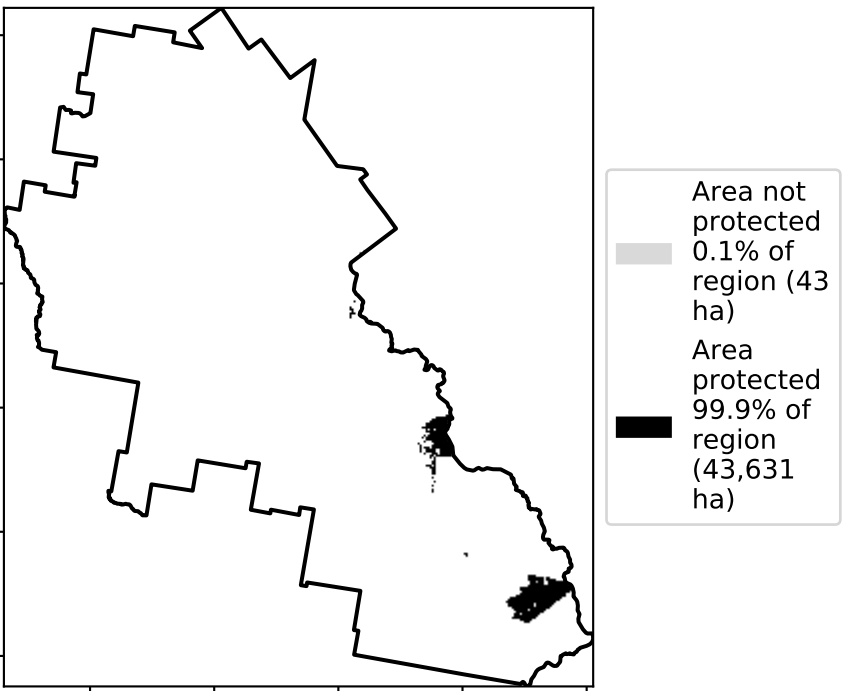 Area not
protected
0.1% of
region (43
ha)
Area
protected
99.9% of
region
(43,631
ha)